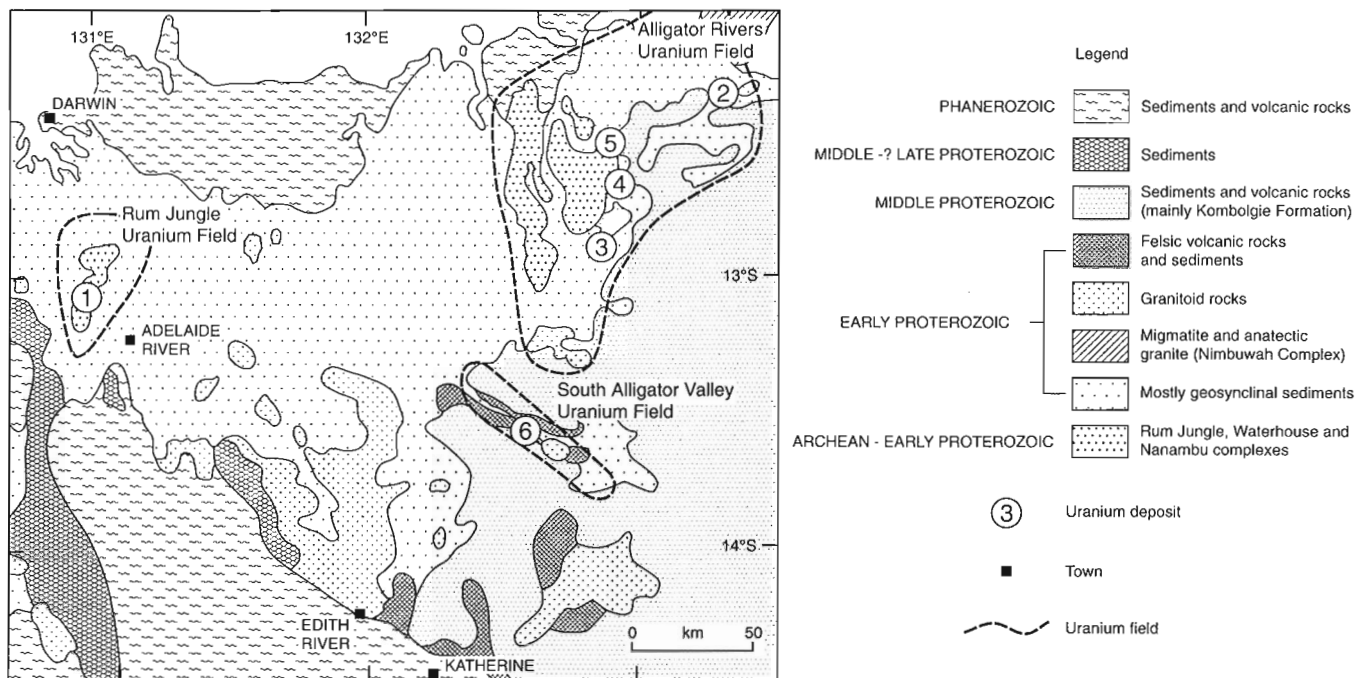 131°E
132°E
Alligator Rivers
Uranium Field
DARWIN
2
5
4
Rum Jungle
Uranium Field
3
13°S
1
ADELAIDE
RIVER
South Alligator Valley
Uranium Field
6
14°S
EDITH
RIVER
0 km 50
KATHERINE
Legend
PHANEROZOIC Sediments and volcanic rocks
MIDDLE -? LATE PROTEROZOIC Sediments
MIDDLE PROTEROZOIC Sediments and volcanic rocks
(mainly Kombolgie Formation)
Felsic volcanic rocks
and sediments
Granitoid rocks
EARLY PROTEROZOIC
Migmatite and anatectic
granite (Nimbuwah Complex)
Mostly geosynclinal sediments
ARCHEAN - EARLY PROTEROZOIC Rum Jungle, Waterhouse and
Nanambu complexes
3 Uranium deposit
Town
Uranium field